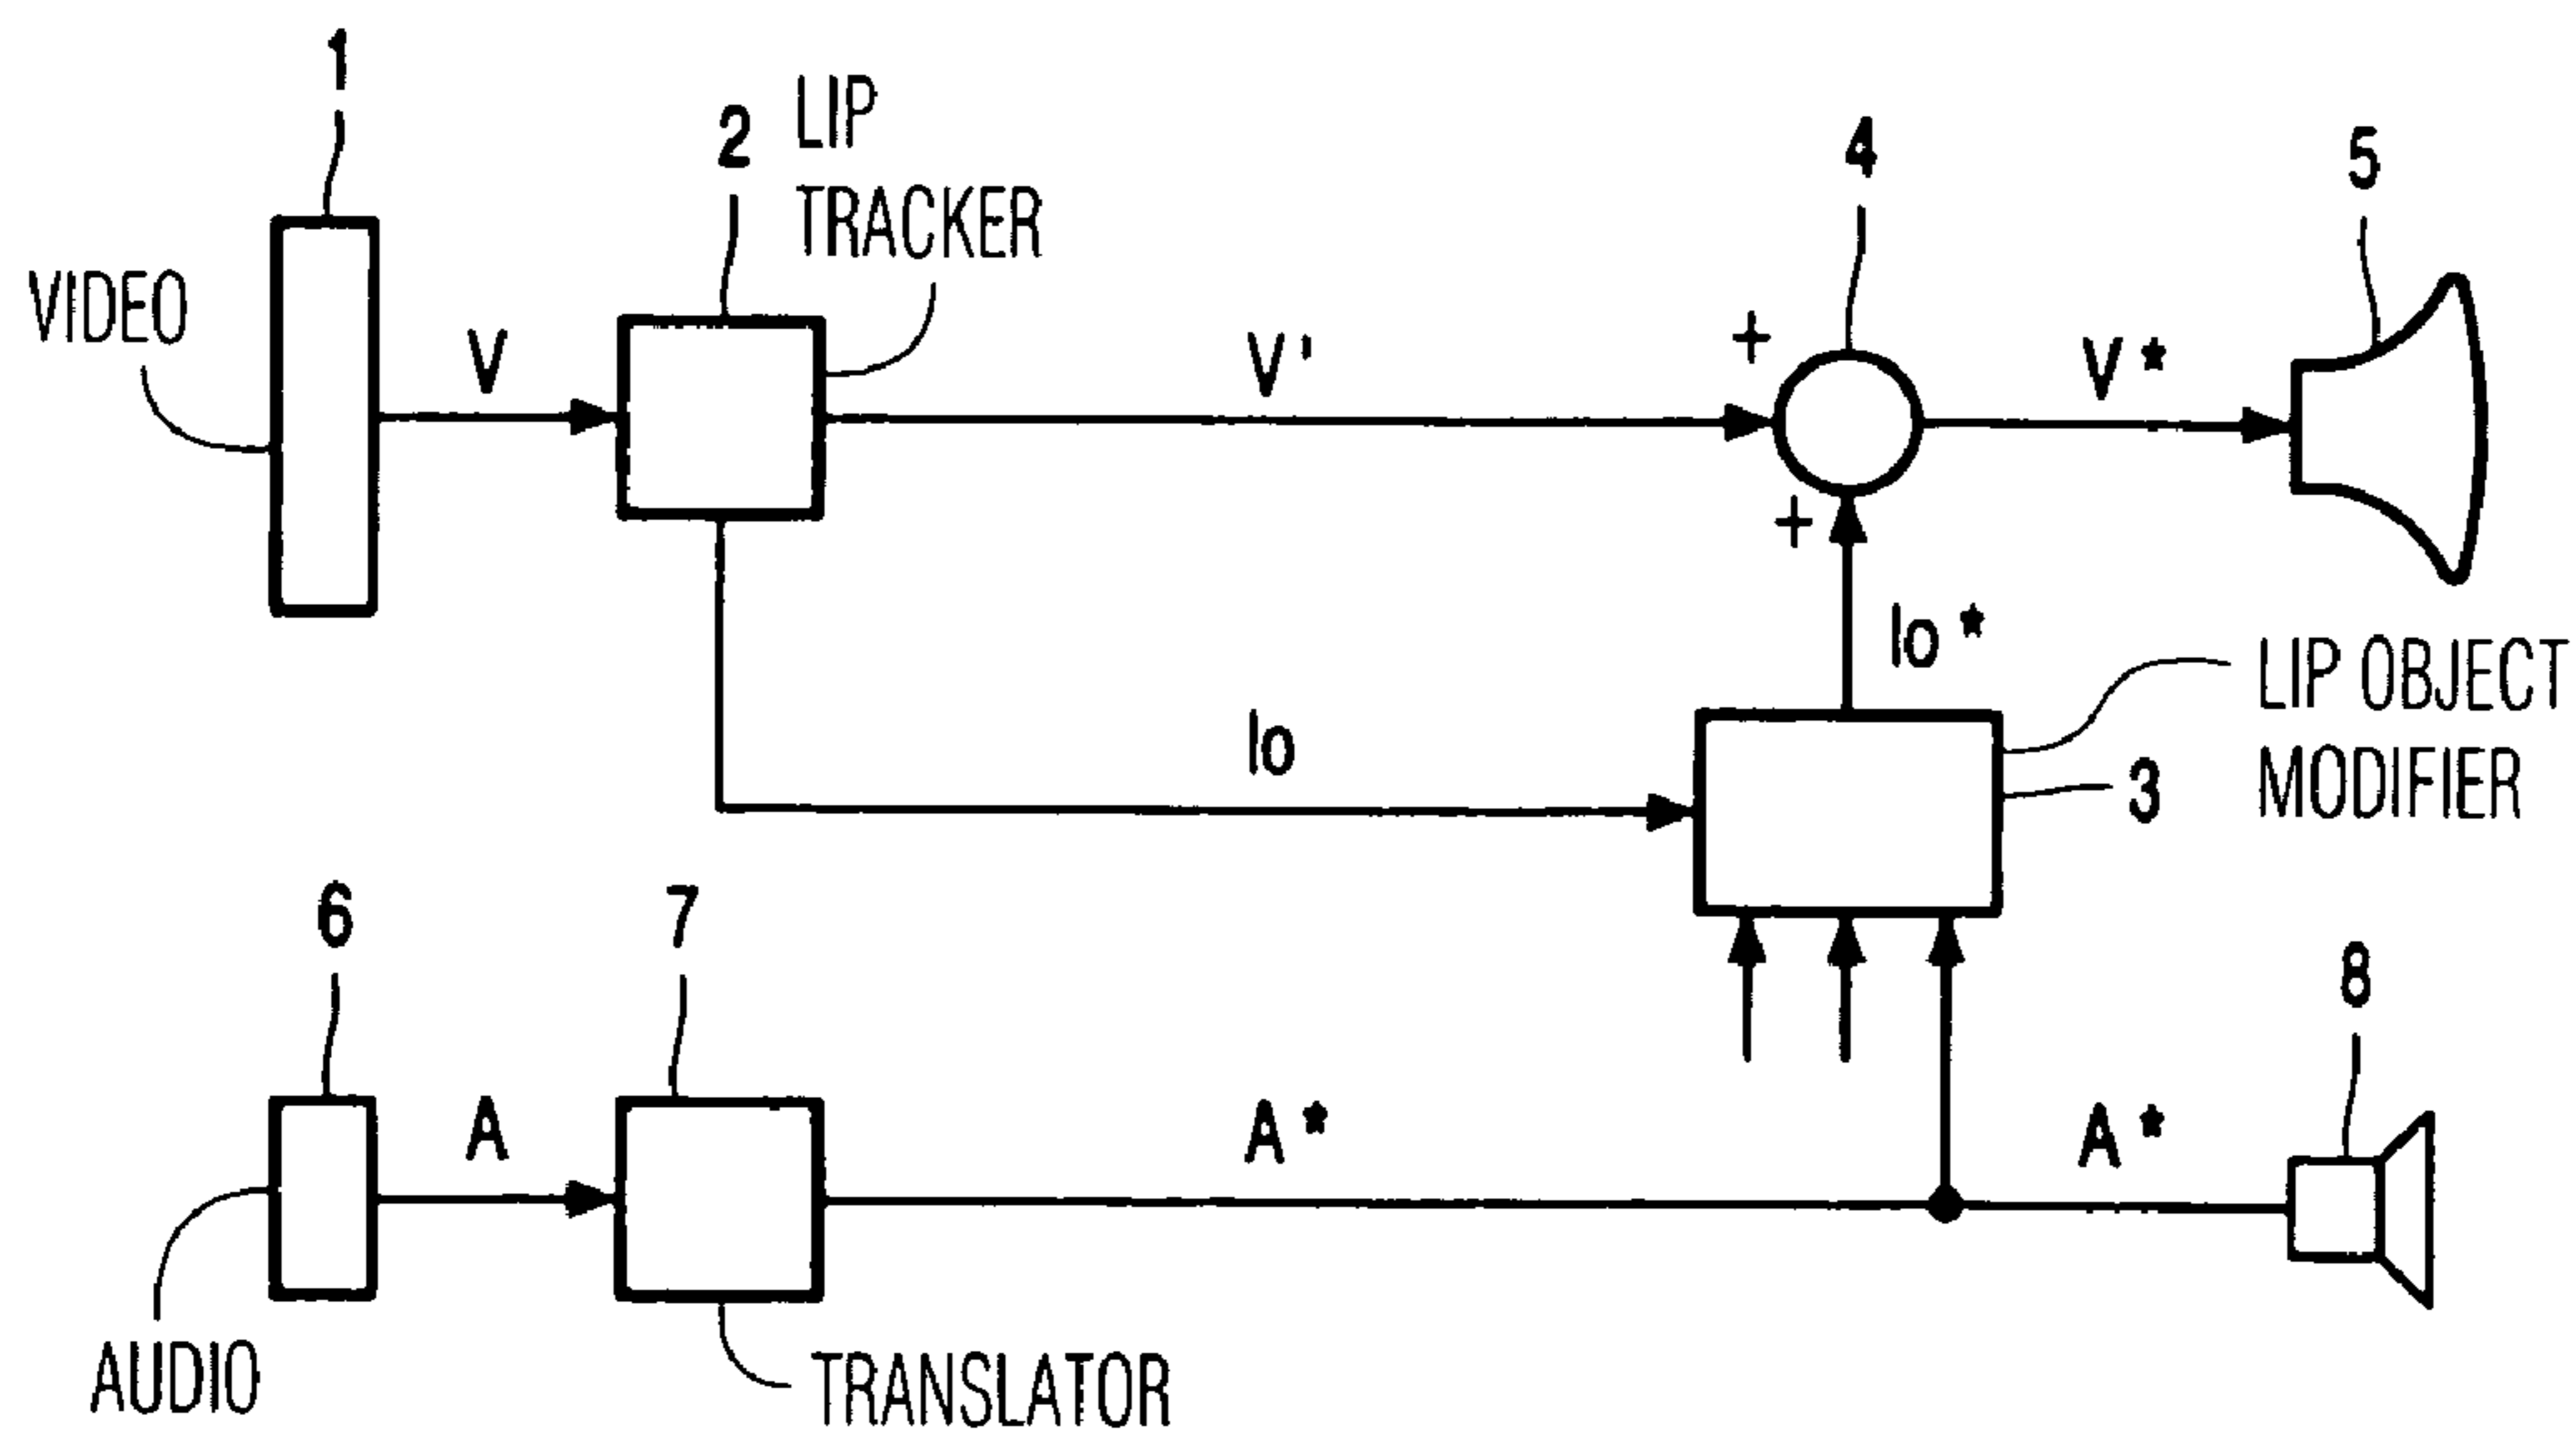 1
2
LIP
TRACKER
4
5
VIDEO
V
V'
+
V*
+
lo*
LIP OBJECT
MODIFIER
3
lo
6
7
8
A
A*
A*
AUDIO
TRANSLATOR